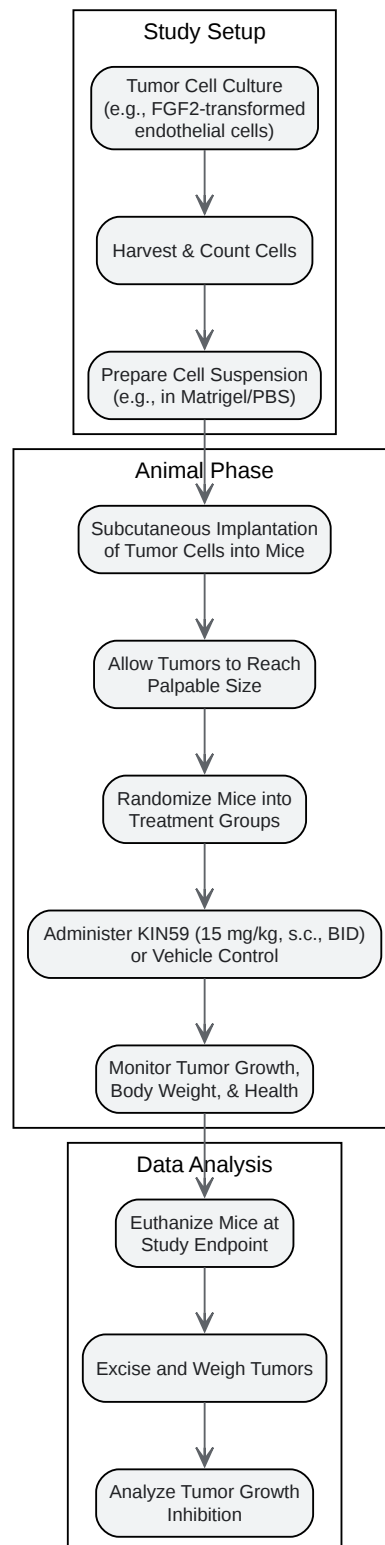 Study Setup
Tumor Cell Culture
(e.g., FGF2-transformed
endothelial cells)
Harvest & Count Cells
Prepare Cell Suspension
(e.g., in Matrigel/PBS)
Animal Phase
Subcutaneous Implantation
of Tumor Cells into Mice
Allow Tumors to Reach
Palpable Size
Randomize Mice into
Treatment Groups
Administer KIN59 (15 mg/kg, s.c., BID)
or Vehicle Control
Monitor Tumor Growth,
Body Weight, & Health
Data Analysis
Euthanize Mice at
Study Endpoint
Excise and Weigh Tumors
Analyze Tumor Growth
Inhibition